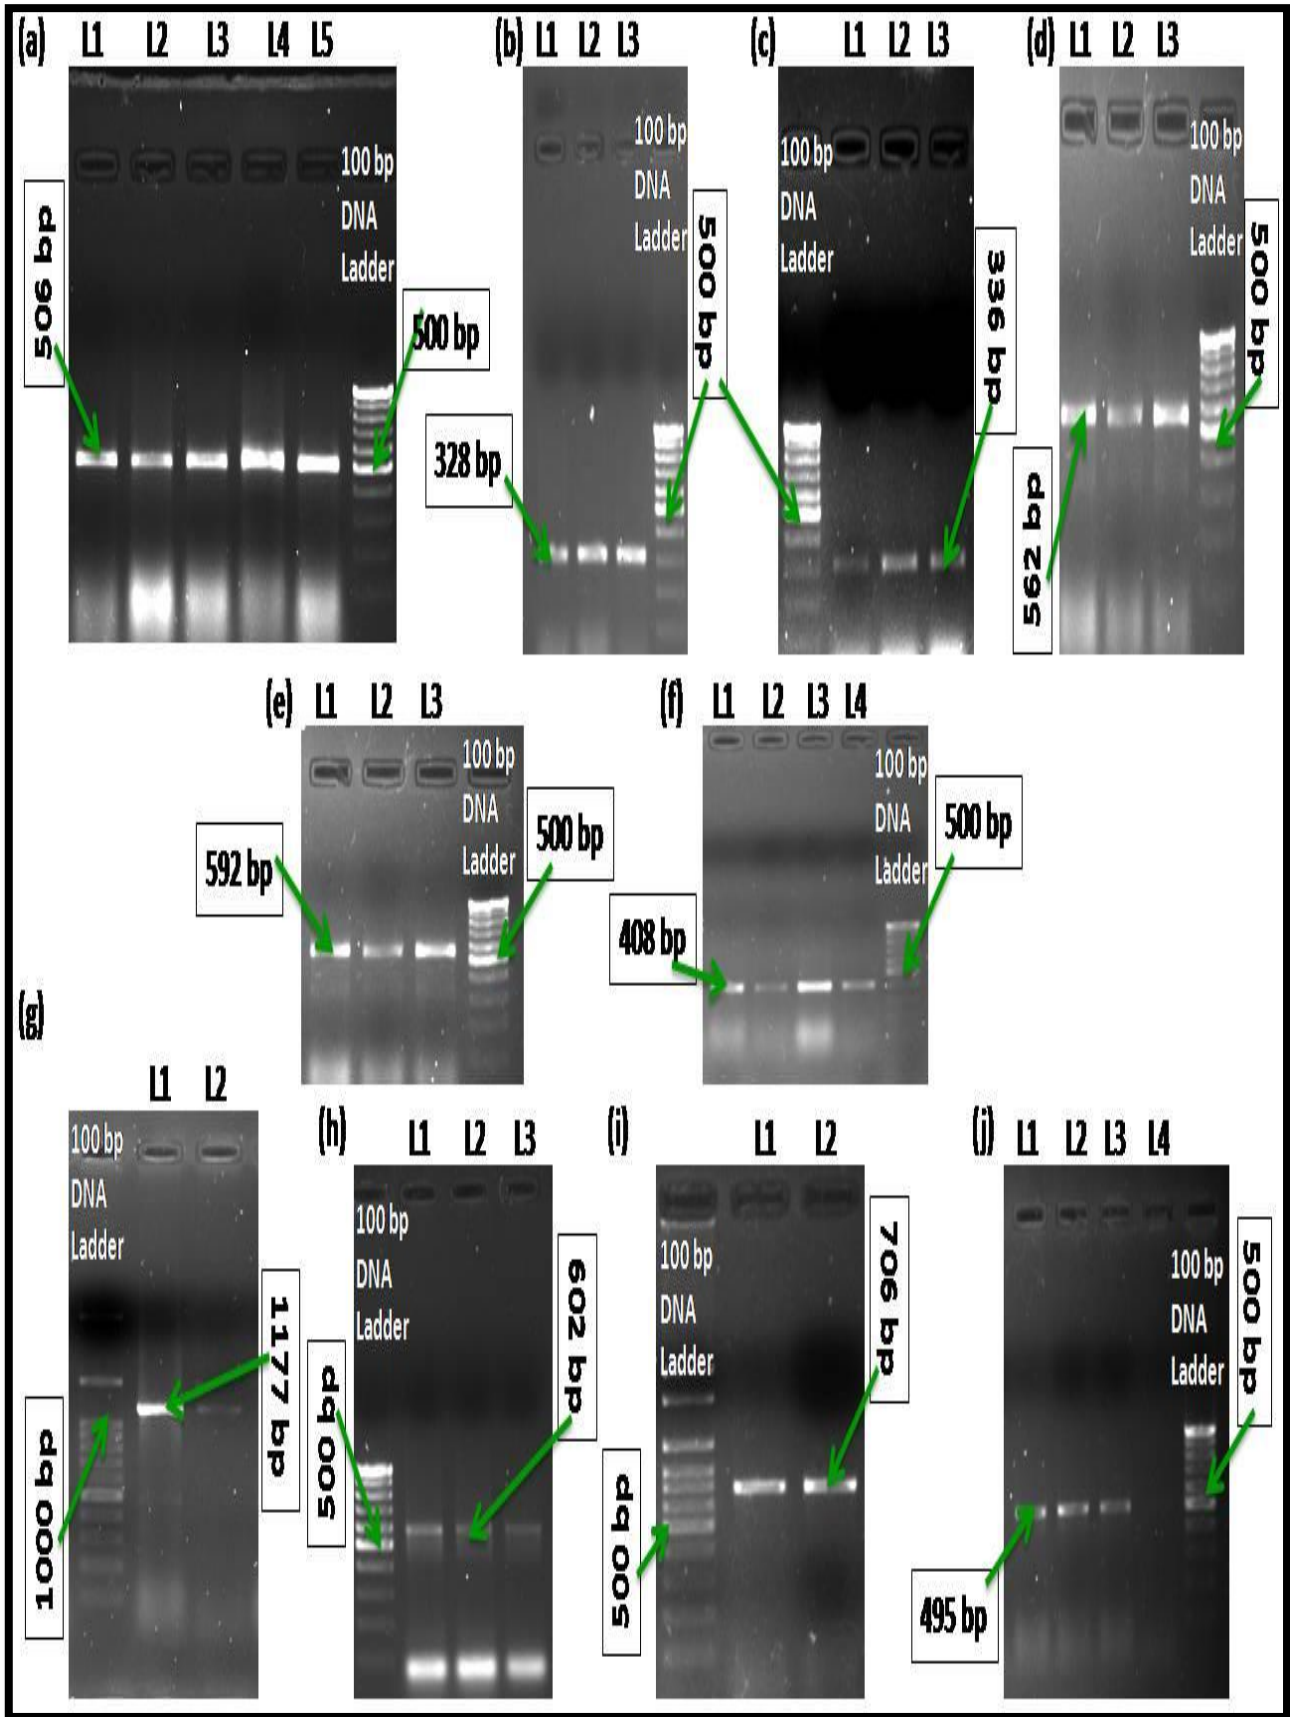 (a) L1 L2 L3 L4 L5
100 bp
DNA
Ladder
506 bp
500 bp
(b) L1 L2 L3
100 bp
DNA
Ladder
500 bp
328 bp
(c) L1 L2 L3
100 bp
DNA
Ladder
336 bp
(d) L1 L2 L3
100 bp
DNA
Ladder
500 bp
562 bp
(e) L1 L2 L3
100 bp
DNA
Ladder
592 bp
500 bp
(f) L1 L2 L3 L4
100 bp
DNA
Ladder
500 bp
408 bp
(g)
L1 L2
100 bp
DNA
Ladder
1177 bp
1000 bp
(h) L1 L2 L3
100 bp
DNA
Ladder
602 bp
500 bp
(i) L1 L2
100 bp
DNA
Ladder
706 bp
500 bp
(j) L1 L2 L3 L4
100 bp
DNA
Ladder
500 bp
495 bp